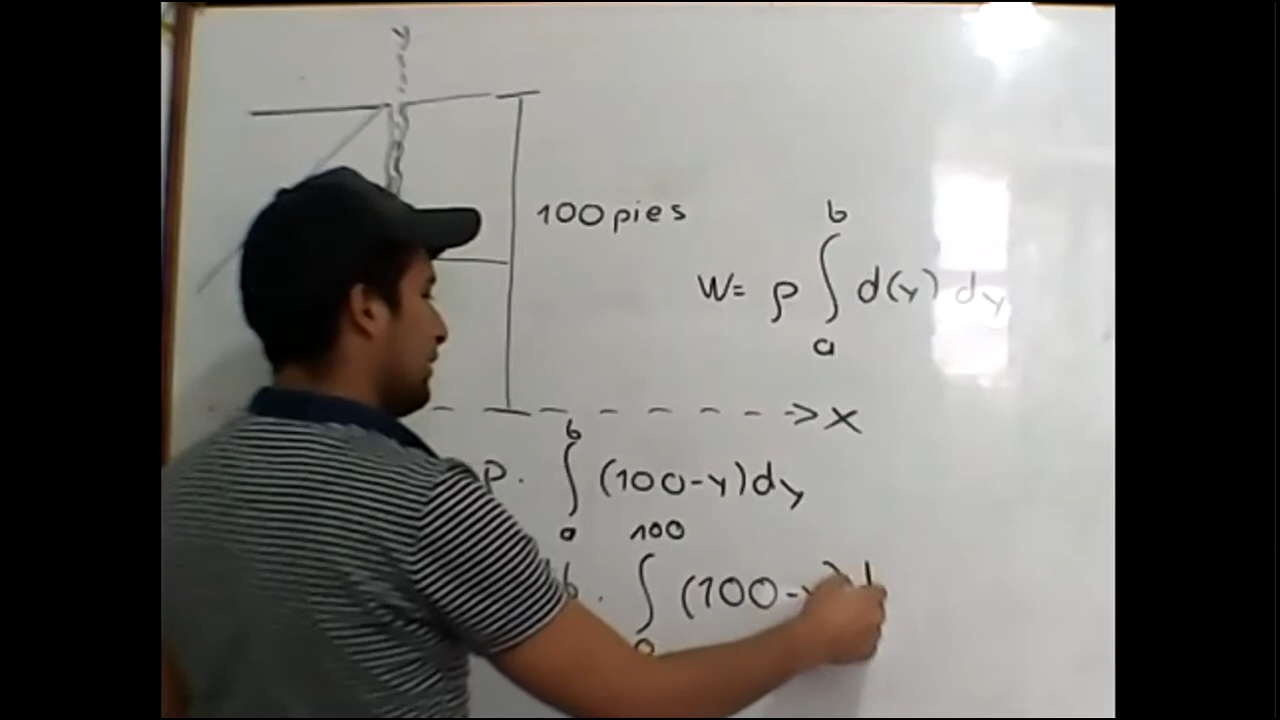 y
100 pies
W= ρ ∫ₐᵇ d(y) dy
X
ρ. ∫ₐᵇ (100-y)dy
b. ∫₀¹⁰⁰ (100-y) d